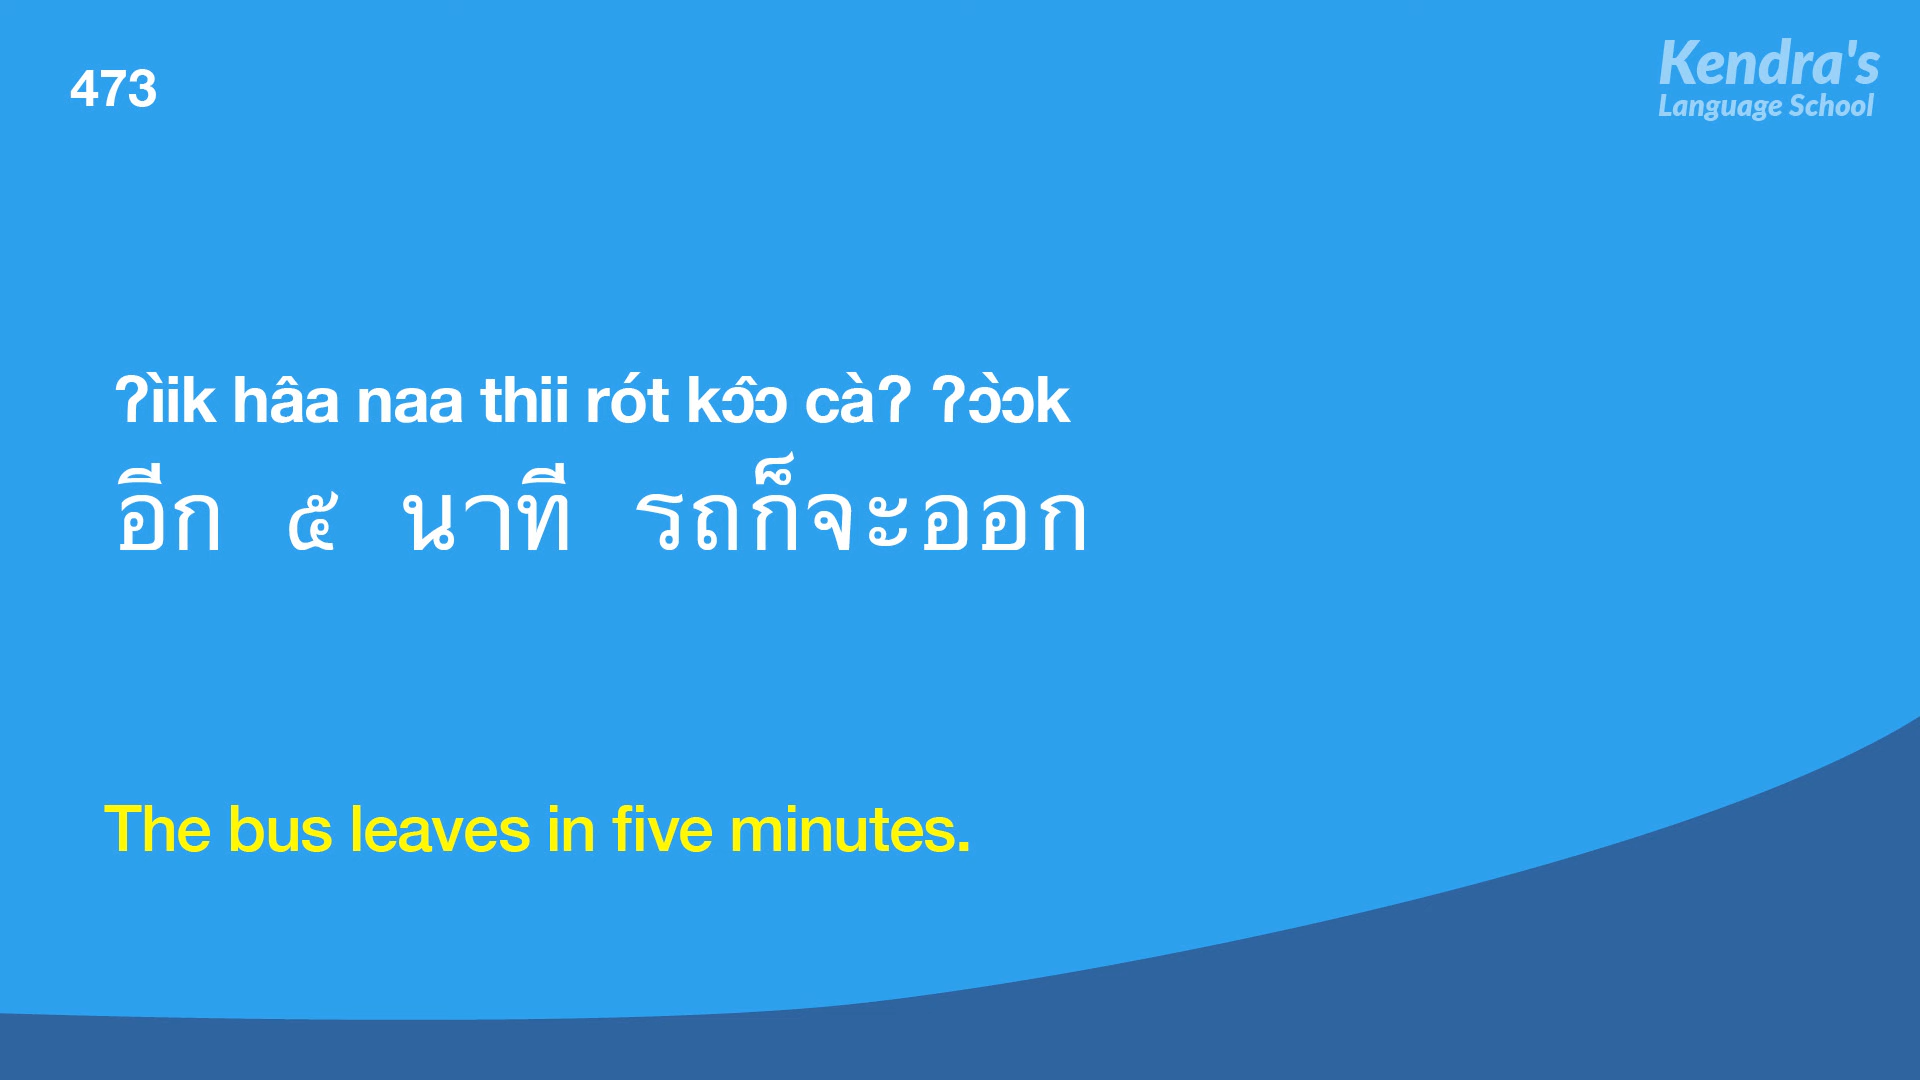 473
Kendra's
Language School
ʔìik hâa naa thii rót kɔ̂ɔ càʔ ʔɔ̀ɔk
อีก ๕ นาที รถก็จะออก
The bus leaves in five minutes.